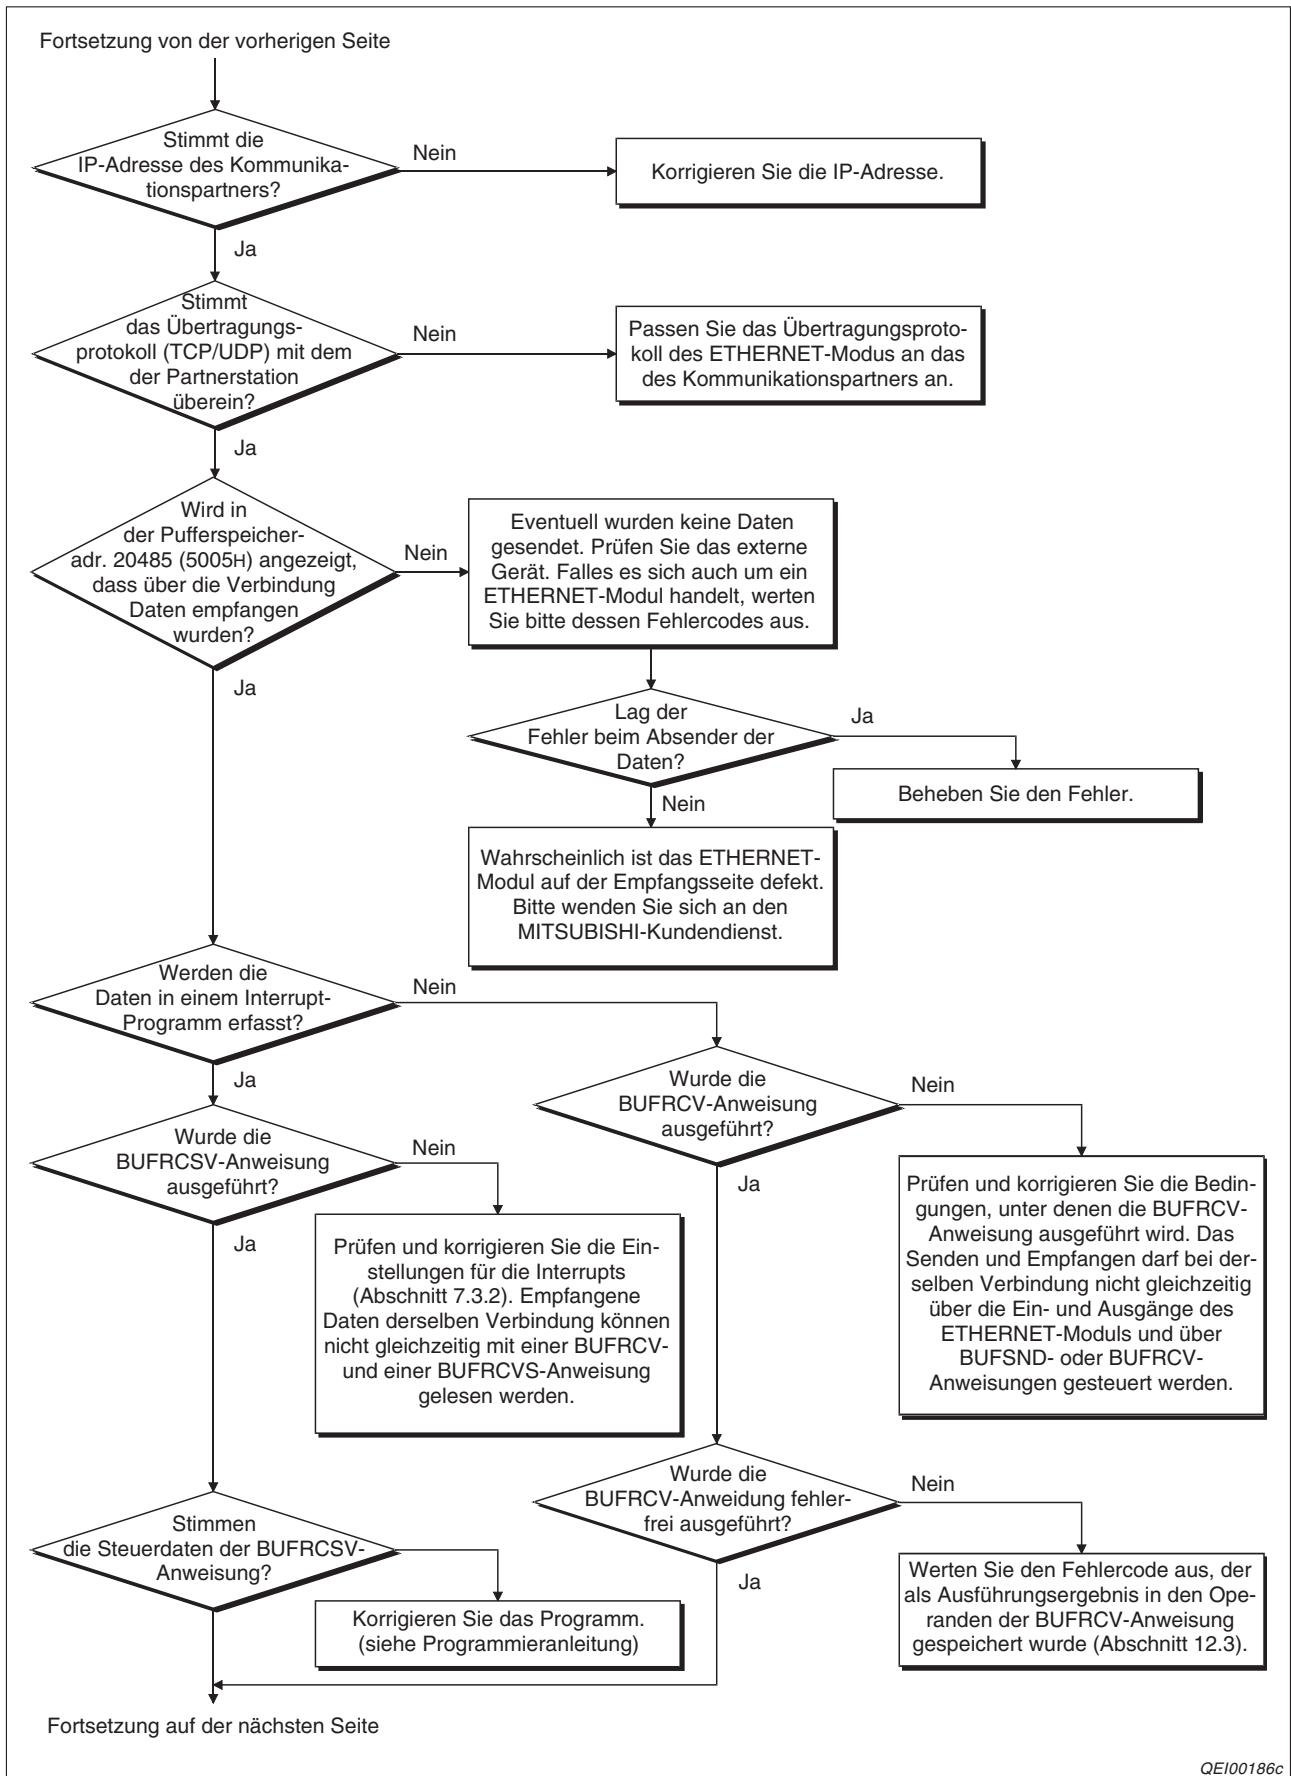 Fortsetzung von der vorherigen Seite
Stimmt die
IP-Adresse des Kommunika-
tionspartners?
Nein
Korrigieren Sie die IP-Adresse.
Ja
Stimmt
das Übertragungs-
protokoll (TCP/UDP) mit dem
der Partnerstation
überein?
Nein
Passen Sie das Übertragungsproto-
koll des ETHERNET-Modus an das
des Kommunikationspartners an.
Ja
Wird in
der Pufferspeicher-
adr. 20485 (5005H) angezeigt,
dass über die Verbindung
Daten empfangen
wurden?
Nein
Eventuell wurden keine Daten
gesendet. Prüfen Sie das externe
Gerät. Falles es sich auch um ein
ETHERNET-Modul handelt, werten
Sie bitte dessen Fehlercodes aus.
Ja
Lag der
Fehler beim Absender der
Daten?
Ja
Beheben Sie den Fehler.
Nein
Wahrscheinlich ist das ETHERNET-
Modul auf der Empfangsseite defekt.
Bitte wenden Sie sich an den
MITSUBISHI-Kundendienst.
Werden die
Daten in einem Interrupt-
Programm erfasst?
Nein
Ja
Wurde die
BUFRCV-Anweisung
ausgeführt?
Nein
Wurde die
BUFRCSV-Anweisung
ausgeführt?
Nein
Ja
Prüfen und korrigieren Sie die Bedin-
gungen, unter denen die BUFRCV-
Anweisung ausgeführt wird. Das
Senden und Empfangen darf bei der-
selben Verbindung nicht gleichzeitig
über die Ein- und Ausgänge des
ETHERNET-Moduls und über
BUFSND- oder BUFRCV-
Anweisungen gesteuert werden.
Ja
Prüfen und korrigieren Sie die Ein-
stellungen für die Interrupts
(Abschnitt 7.3.2). Empfangene
Daten derselben Verbindung können
nicht gleichzeitig mit einer BUFRCV-
und einer BUFRCVS-Anweisung
gelesen werden.
Wurde die
BUFRCV-Anweidung fehler-
frei ausgeführt?
Nein
Stimmen
die Steuerdaten der BUFRCSV-
Anweisung?
Ja
Werten Sie den Fehlercode aus, der
als Ausführungsergebnis in den Ope-
randen der BUFRCV-Anweisung
gespeichert wurde (Abschnitt 12.3).
Korrigieren Sie das Programm.
(siehe Programmieranleitung)
Fortsetzung auf der nächsten Seite
QEI00186c